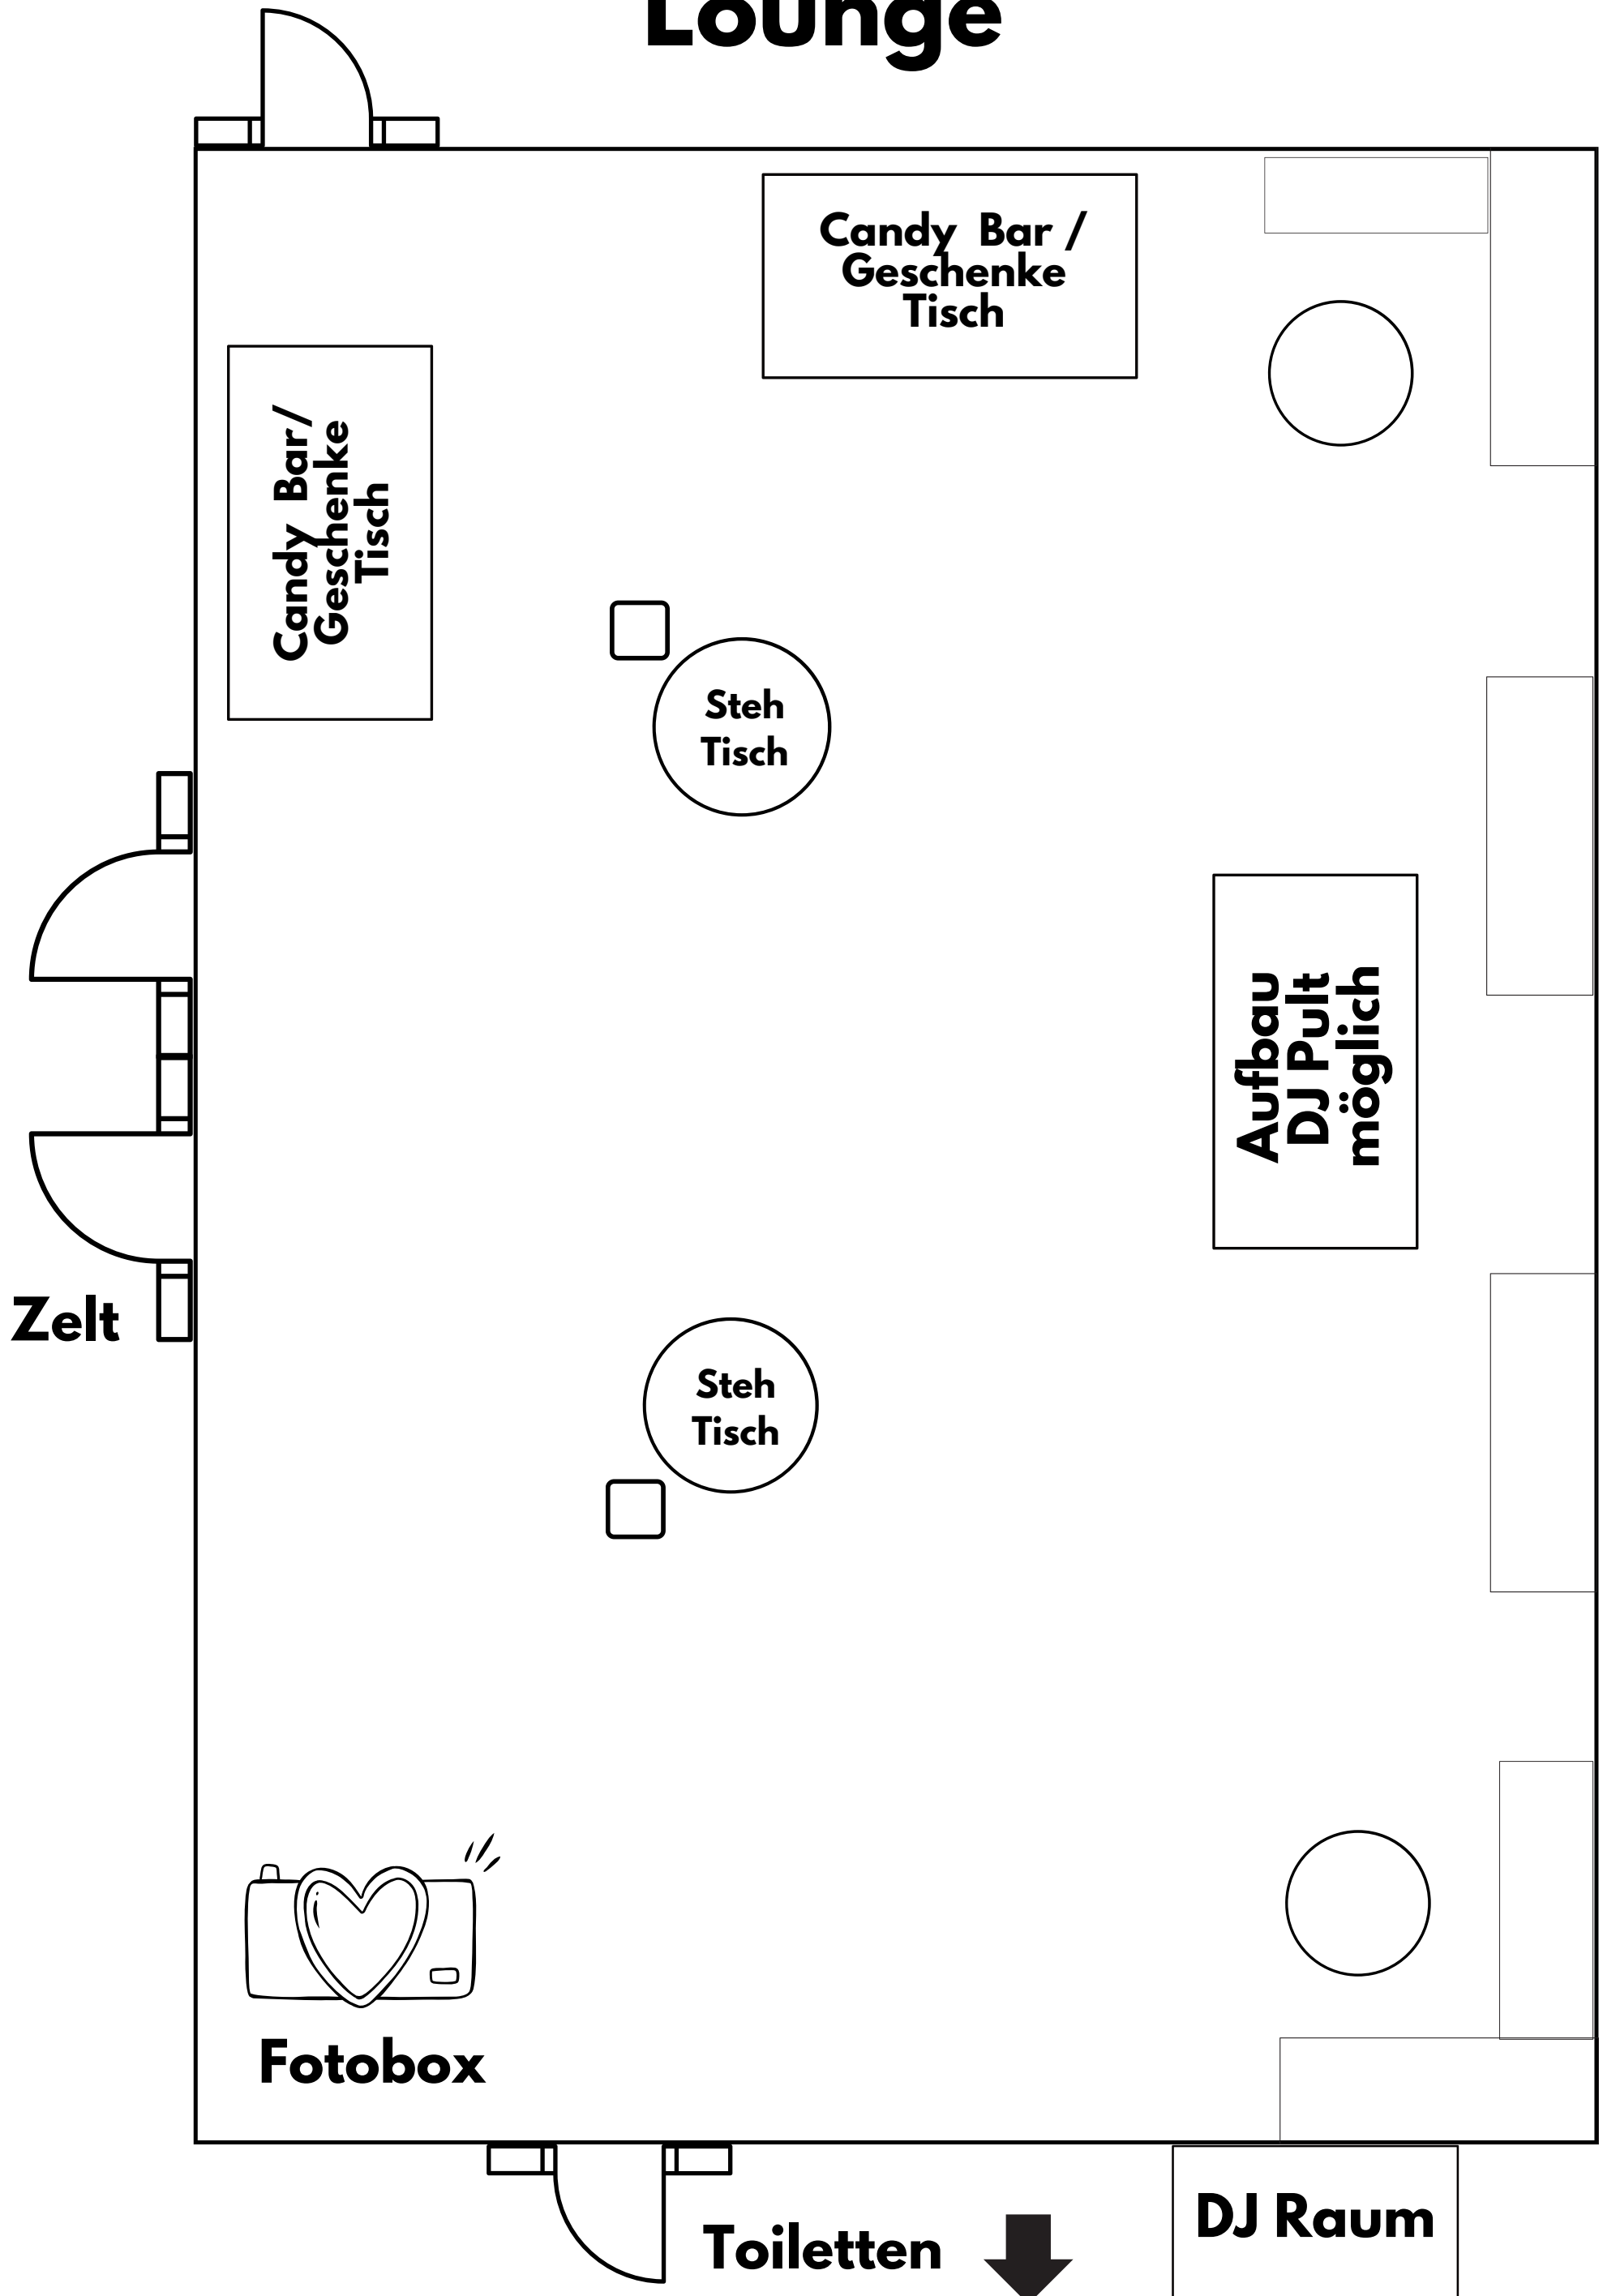 Lounge
Candy Bar /
Geschenke
Tisch
Candy Bar/
Geschenke
Tisch
Steh
Tisch
Aufbau
DJ Pult
möglich
Zelt
Steh
Tisch
Fotobox
Toiletten
DJ Raum